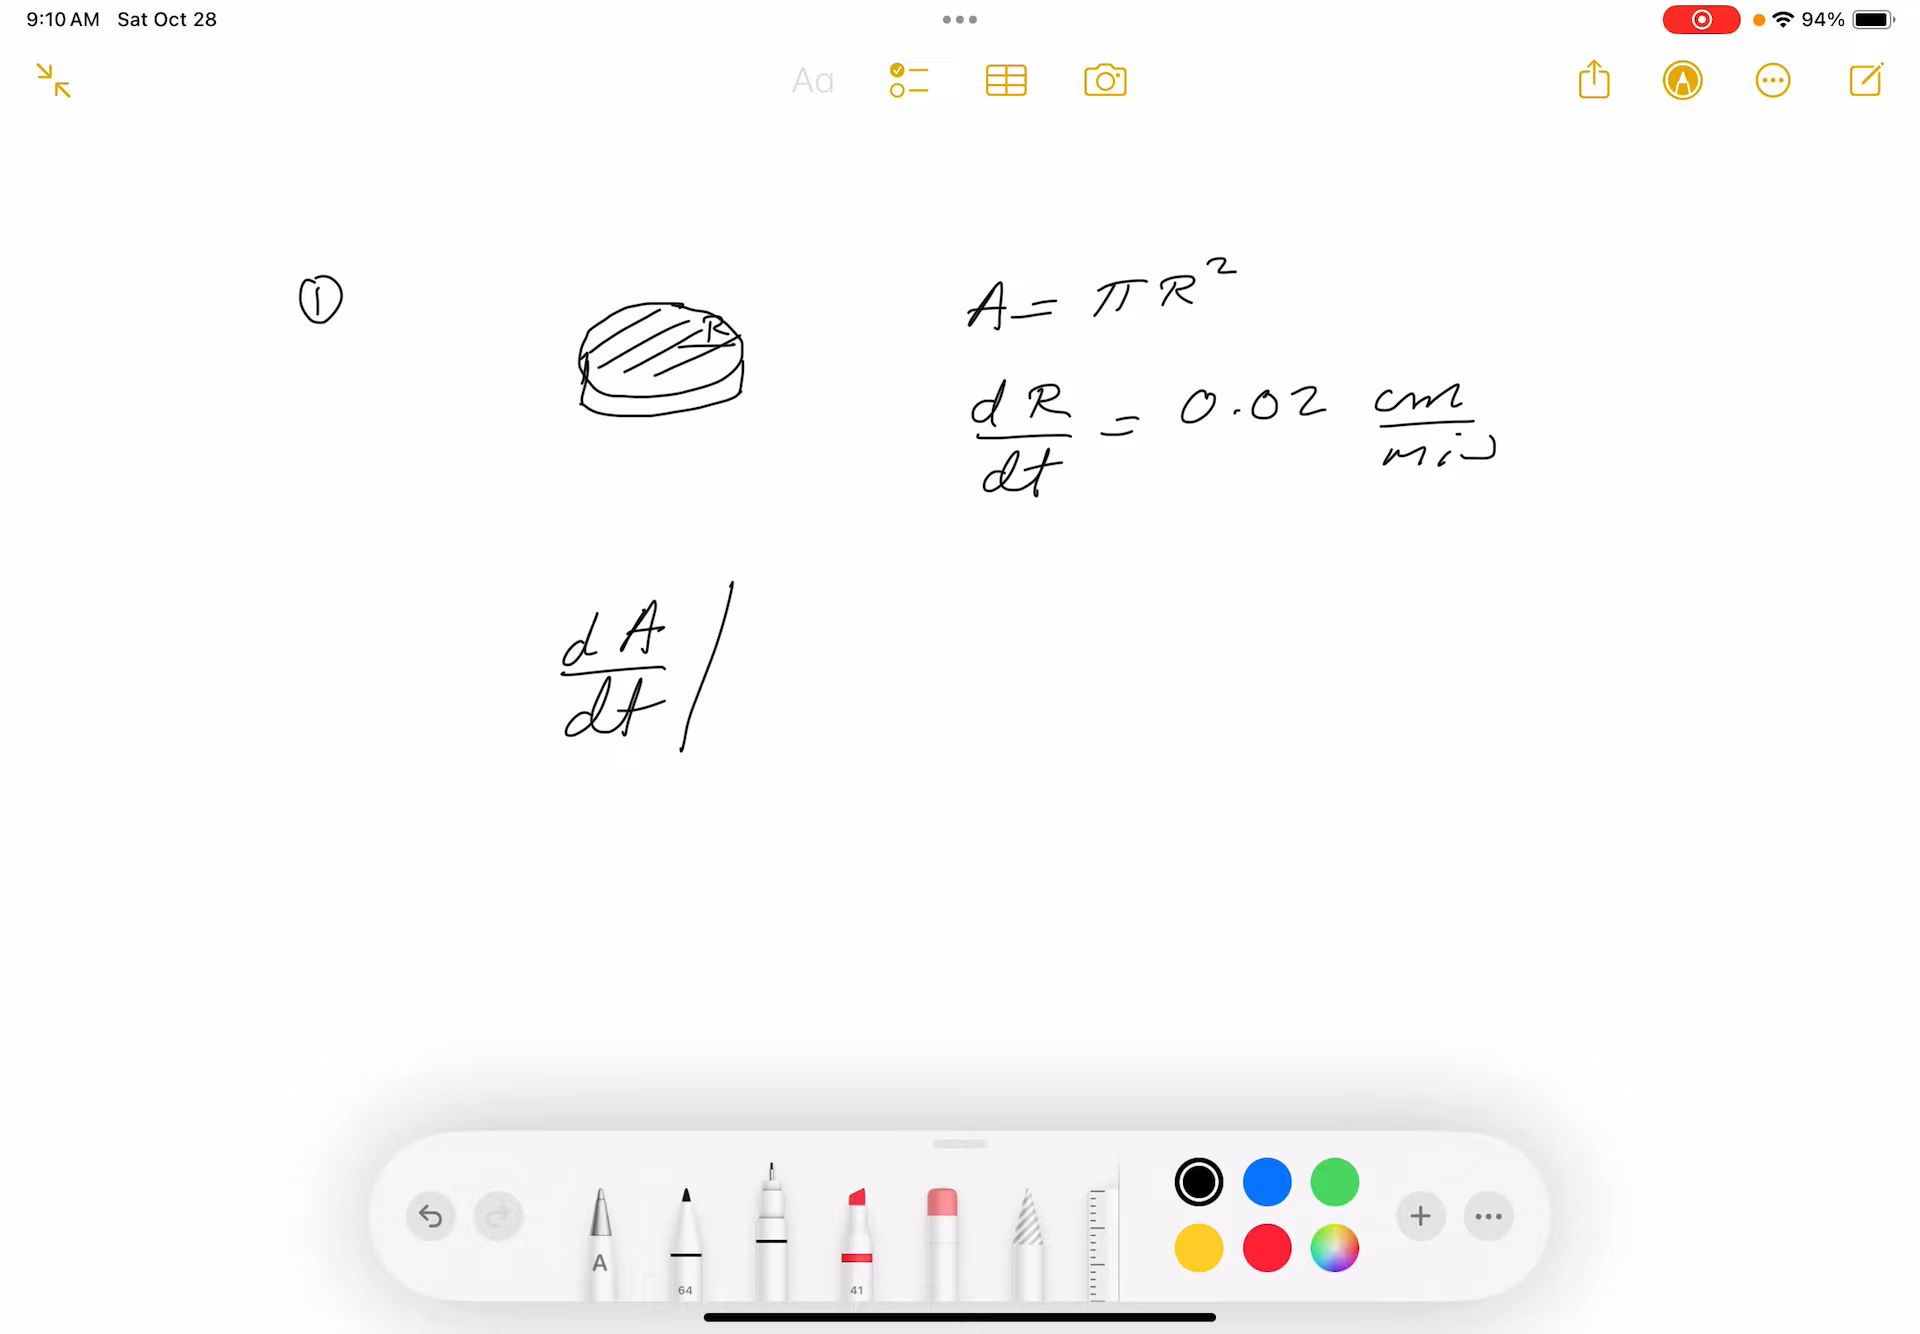 9:10 AM Sat Oct 28
94%
Aa
①
R
A = πR²
dR/dt = 0.02 cm/min
dA/dt |
A
64
41